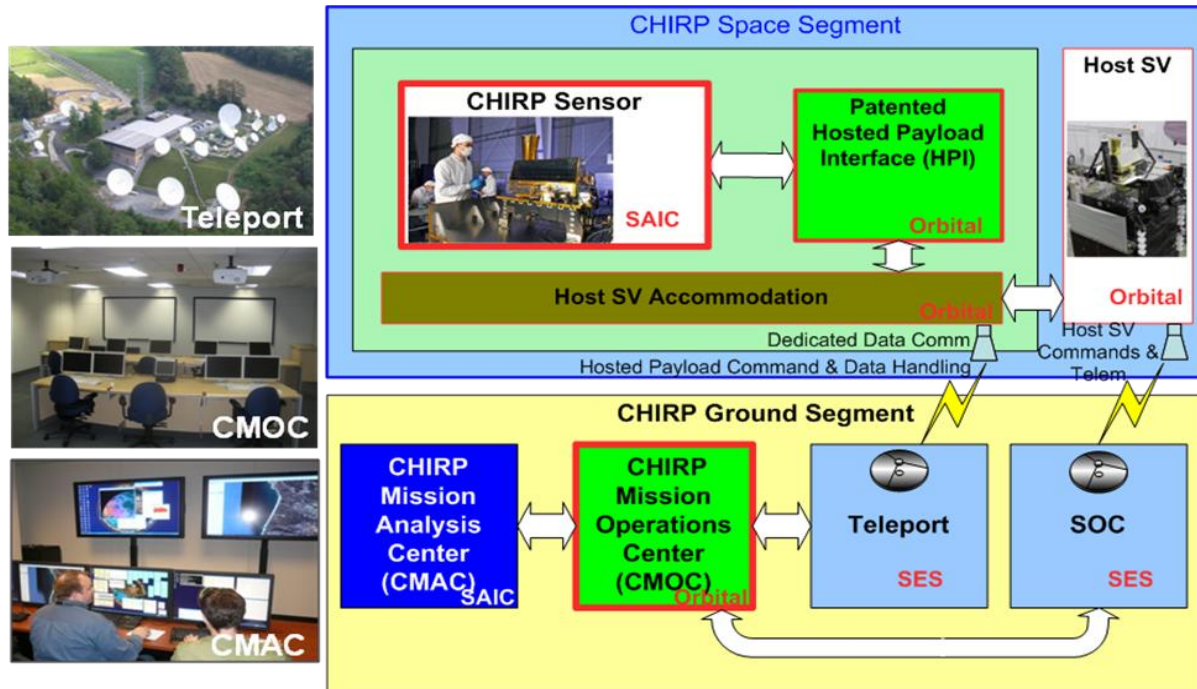 Teleport
CMOC
CMAC
CHIRP Space Segment
CHIRP Sensor
SAIC
Patented
Hosted Payload
Interface (HPI)
Orbital
Host SV
Orbital
Host SV Accommodation
Orbital
Dedicated Data Comm
Hosted Payload Command & Data Handling
Host SV
Commands &
Telem
CHIRP Ground Segment
CHIRP
Mission
Analysis
Center
(CMAC)
SAIC
CHIRP
Mission
Operations
Center
(CMOC)
Orbital
Teleport
SES
SOC
SES